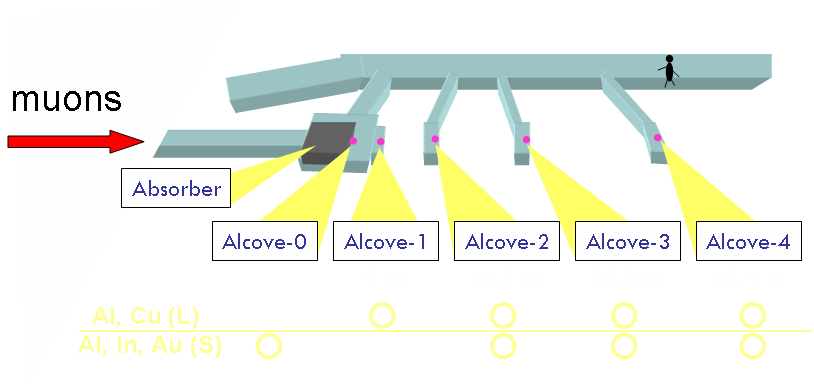 muons
Absorber
Alcove-0
Alcove-1
Alcove-2
Alcove-3
Alcove-4
Al, Cu (L)
Al, In, Au (S)